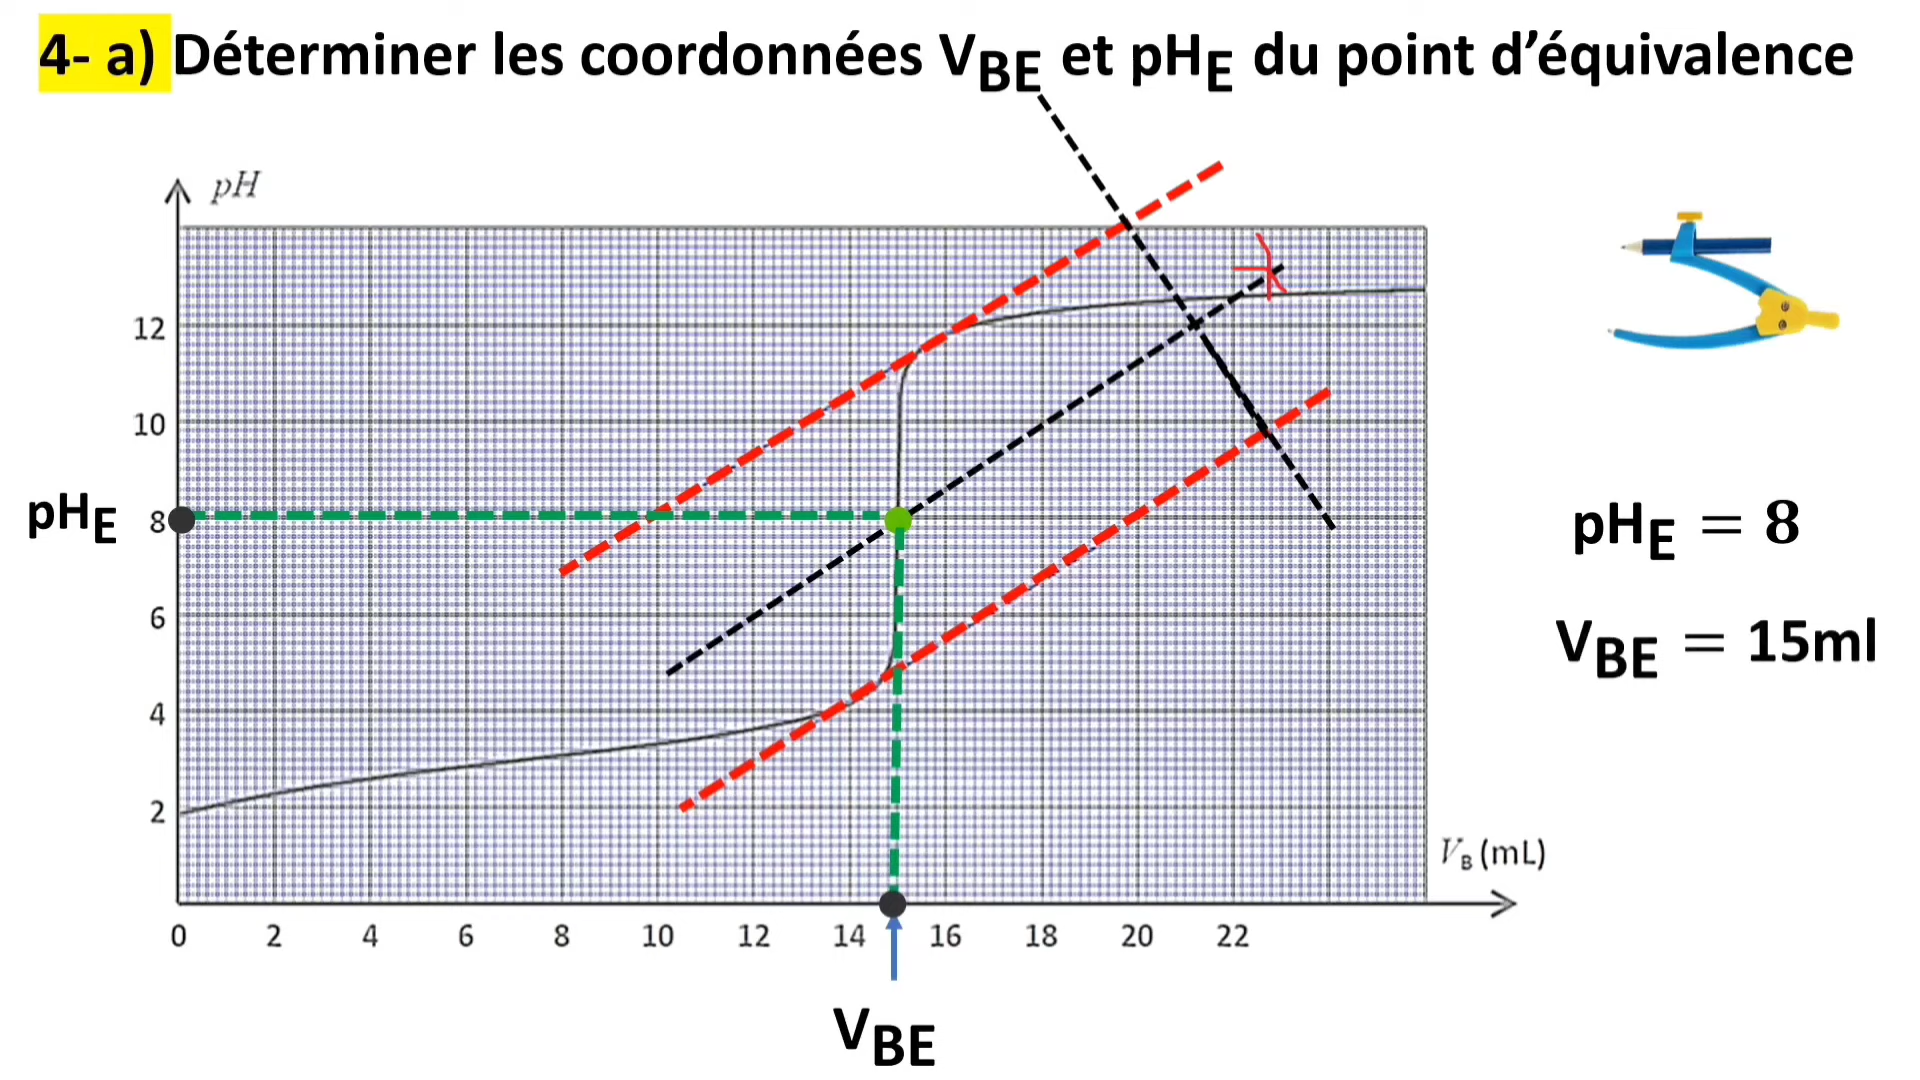 4- a) Déterminer les coordonnées VBE et pHE du point d’équivalence
pH
12
10
pHE 8
6
4
2
pHE = 8
VBE = 15ml
VB (mL)
0 2 4 6 8 10 12 14 16 18 20 22
VBE